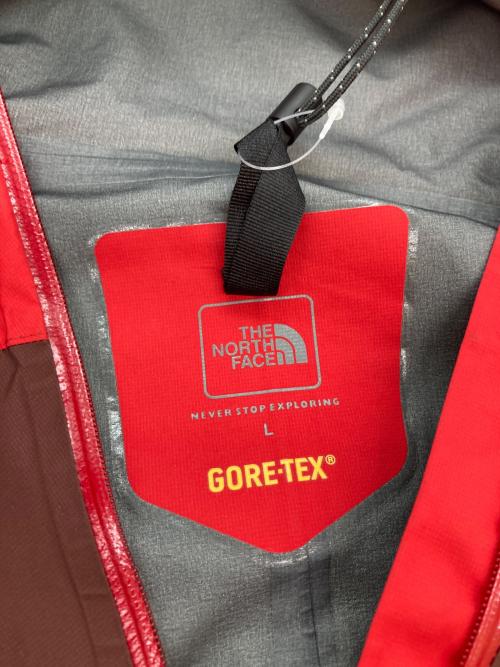 THE
NORTH
FACE
NEVER STOP EXPLORING
L
GORE-TEX®